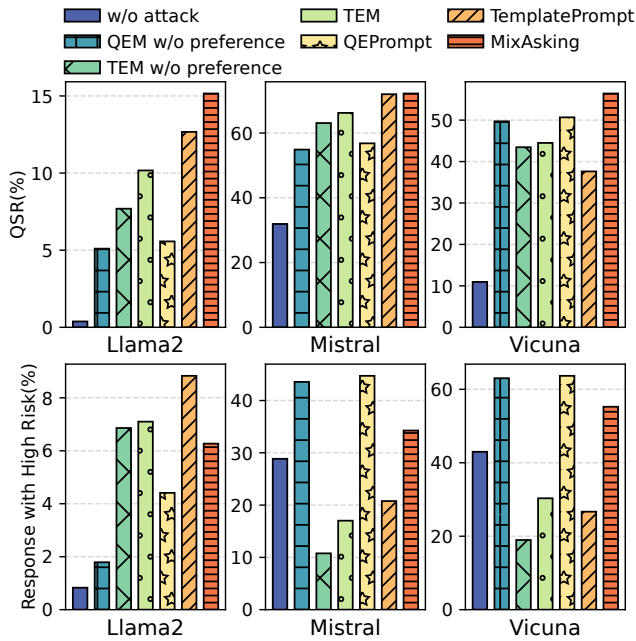 w/o attack TEM TemplatePrompt
QEM w/o preference QEPrompt MixAsking
TEM w/o preference
QSR(%)
15
10
5
0
Llama2
60
40
20
0
Mistral
50
40
30
20
10
0
Vicuna
Response with High Risk(%)
8
6
4
2
0
Llama2
40
30
20
10
0
Mistral
60
40
20
0
Vicuna